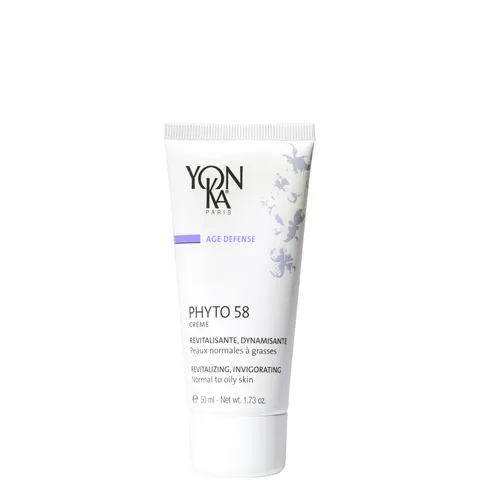 YON
KA®
PARIS
AGE DEFENSE
PHYTO 58
CREME
REVITALISANTE, DYNAMISANTE
Peaux normales à grasses
REVITALIZING, INVIGORATING
Normal to oily skin
℮ 50 ml - Net wt. 1.73 oz.